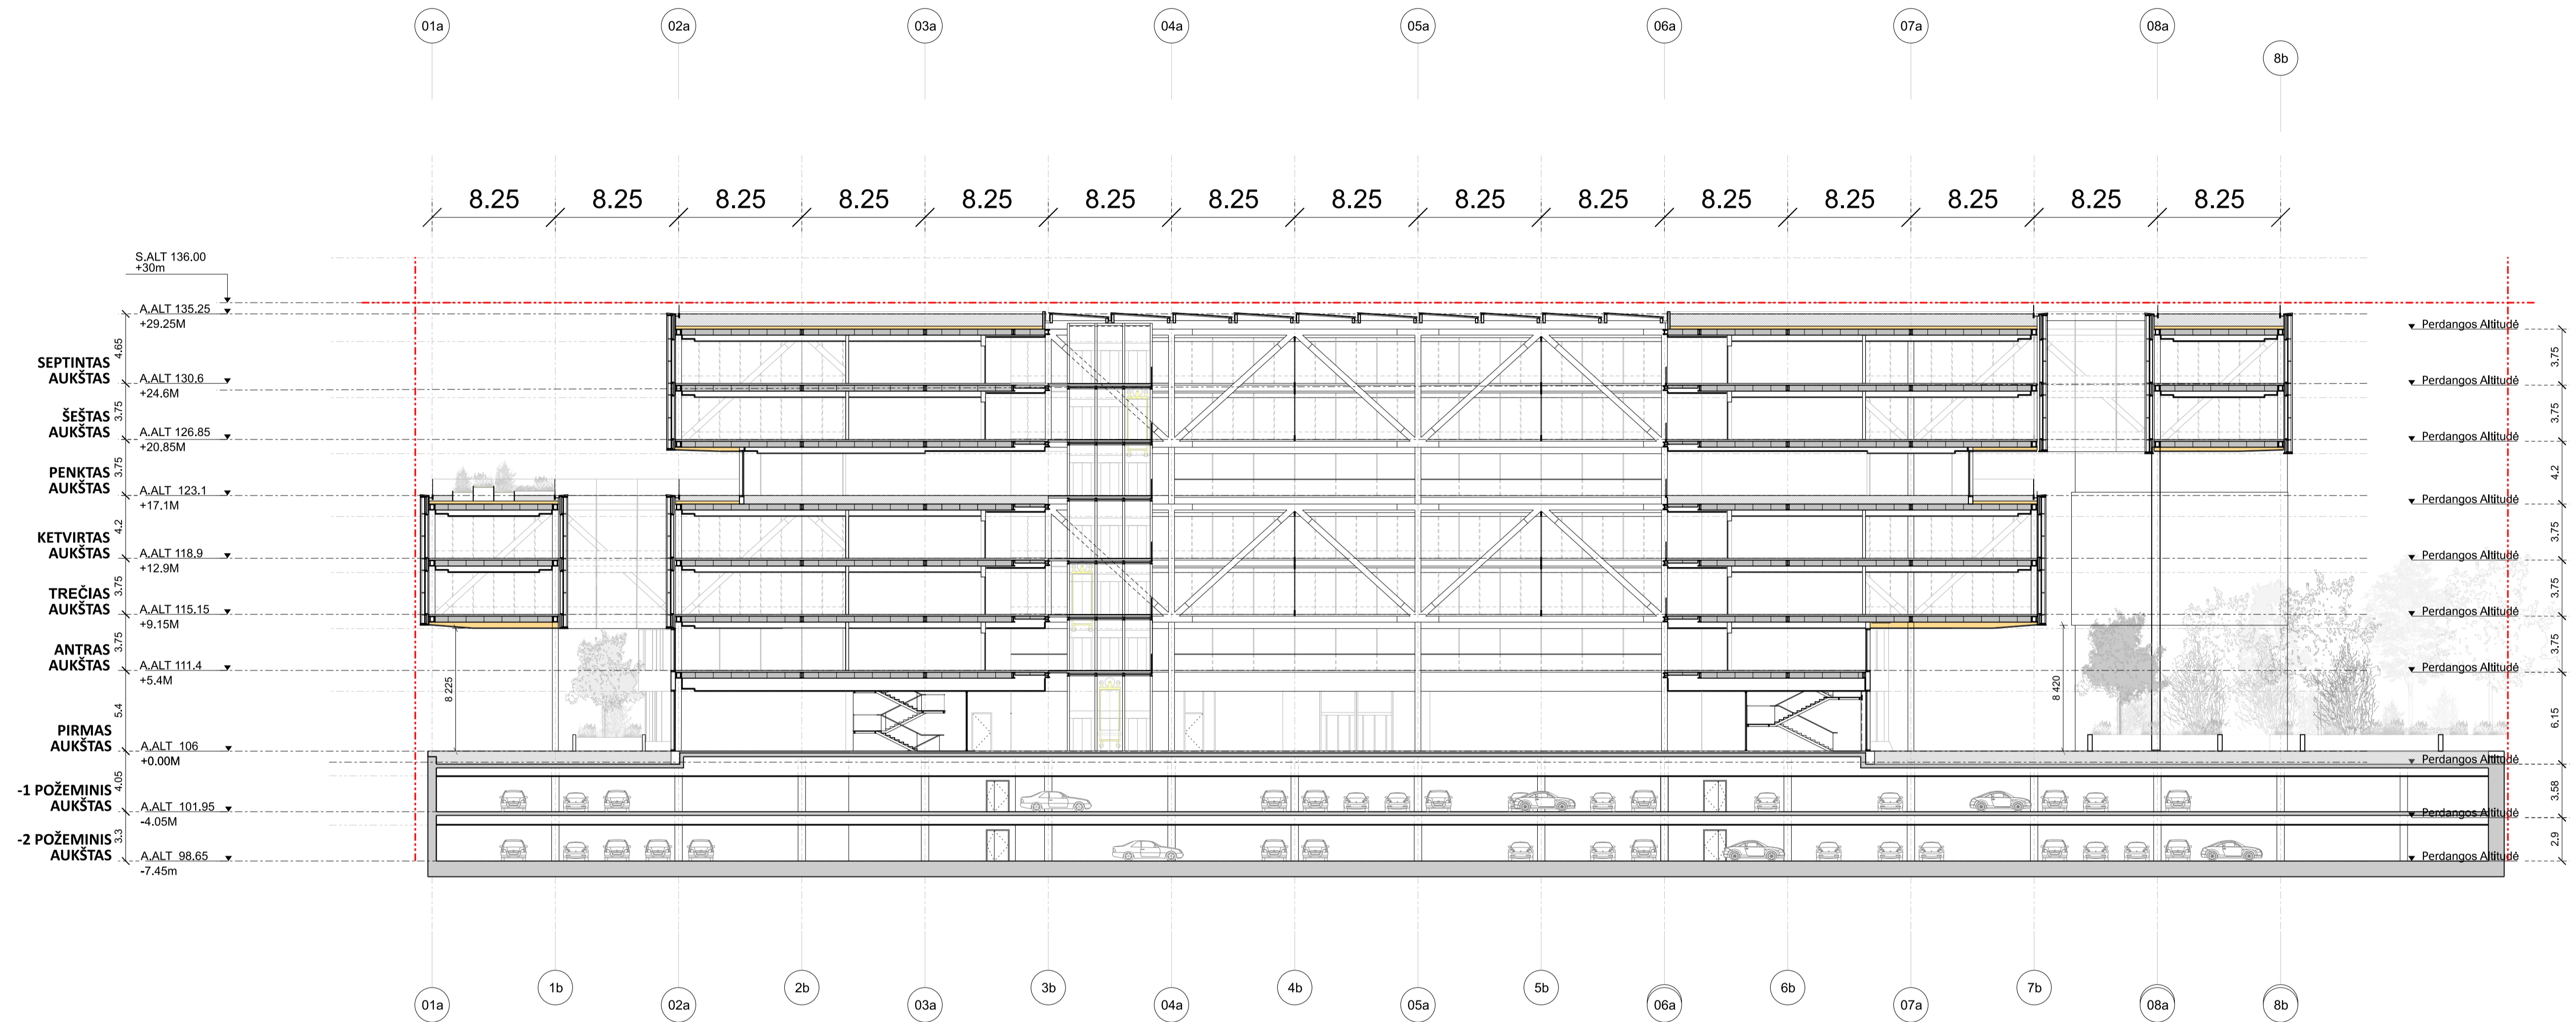 01a 02a 03a 04a 05a 06a 07a 08a
8b
8.25 8.25 8.25 8.25 8.25 8.25 8.25 8.25 8.25 8.25 8.25 8.25 8.25 8.25 8.25
S.ALT 136.00
+30m
A.ALT 135.25
+29.25M
Perdangos Altitudė
4.65
3.75
SEPTINTAS
AUKŠTAS
A.ALT 130.6
+24.6M
Perdangos Altitudė
ŠEŠTAS
AUKŠTAS
3.75
3.75
A.ALT 126.85
+20.85M
Perdangos Altitudė
PENKTAS
AUKŠTAS
3.75
4.2
A.ALT 123.1
+17.1M
Perdangos Altitudė
KETVIRTAS
AUKŠTAS
4.2
3.75
A.ALT 118.9
+12.9M
Perdangos Altitudė
TREČIAS
AUKŠTAS
3.75
3.75
A.ALT 115.15
+9.15M
Perdangos Altitudė
ANTRAS
AUKŠTAS
3.75
3.75
A.ALT 111.4
+5.4M
Perdangos Altitudė
8 225
8 420
5.4
6.15
PIRMAS
AUKŠTAS
A.ALT 106
+0.00M
Perdangos Altitudė
-1 POŽEMINIS
AUKŠTAS
4.05
3.58
A.ALT 101.95
-4.05M
Perdangos Altitudė
-2 POŽEMINIS
AUKŠTAS
3.3
2.9
A.ALT 98.65
-7.45m
Perdangos Altitudė
1b 2b 3b 4b 5b 6b 7b
01a 02a 03a 04a 05a 06a 07a 08a 8b